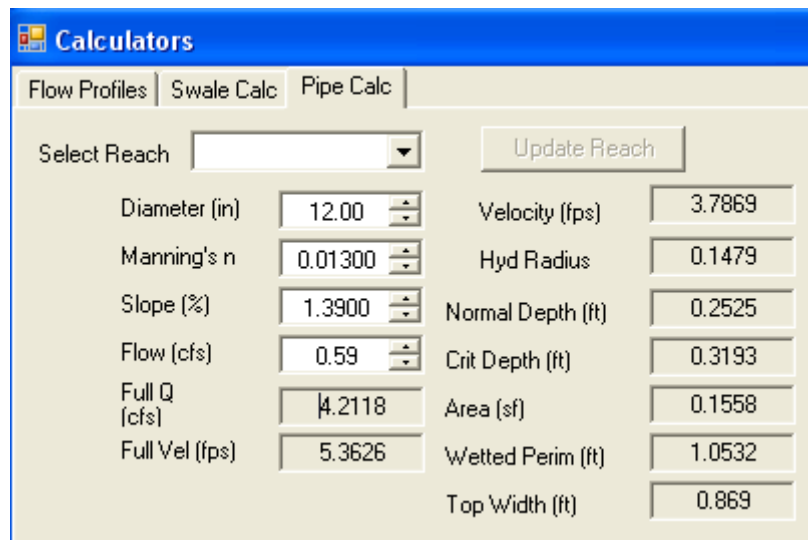 Calculators
Flow Profiles Swale Calc Pipe Calc
Select Reach Update Reach
Diameter (in) 12.00 Velocity (fps) 3.7869
Manning's n 0.01300 Hyd Radius 0.1479
Slope (%) 1.3900 Normal Depth (ft) 0.2525
Flow (cfs) 0.59 Crit Depth (ft) 0.3193
Full Q
(cfs) 4.2118 Area (sf) 0.1558
Full Vel (fps) 5.3626 Wetted Perim (ft) 1.0532
Top Width (ft) 0.869